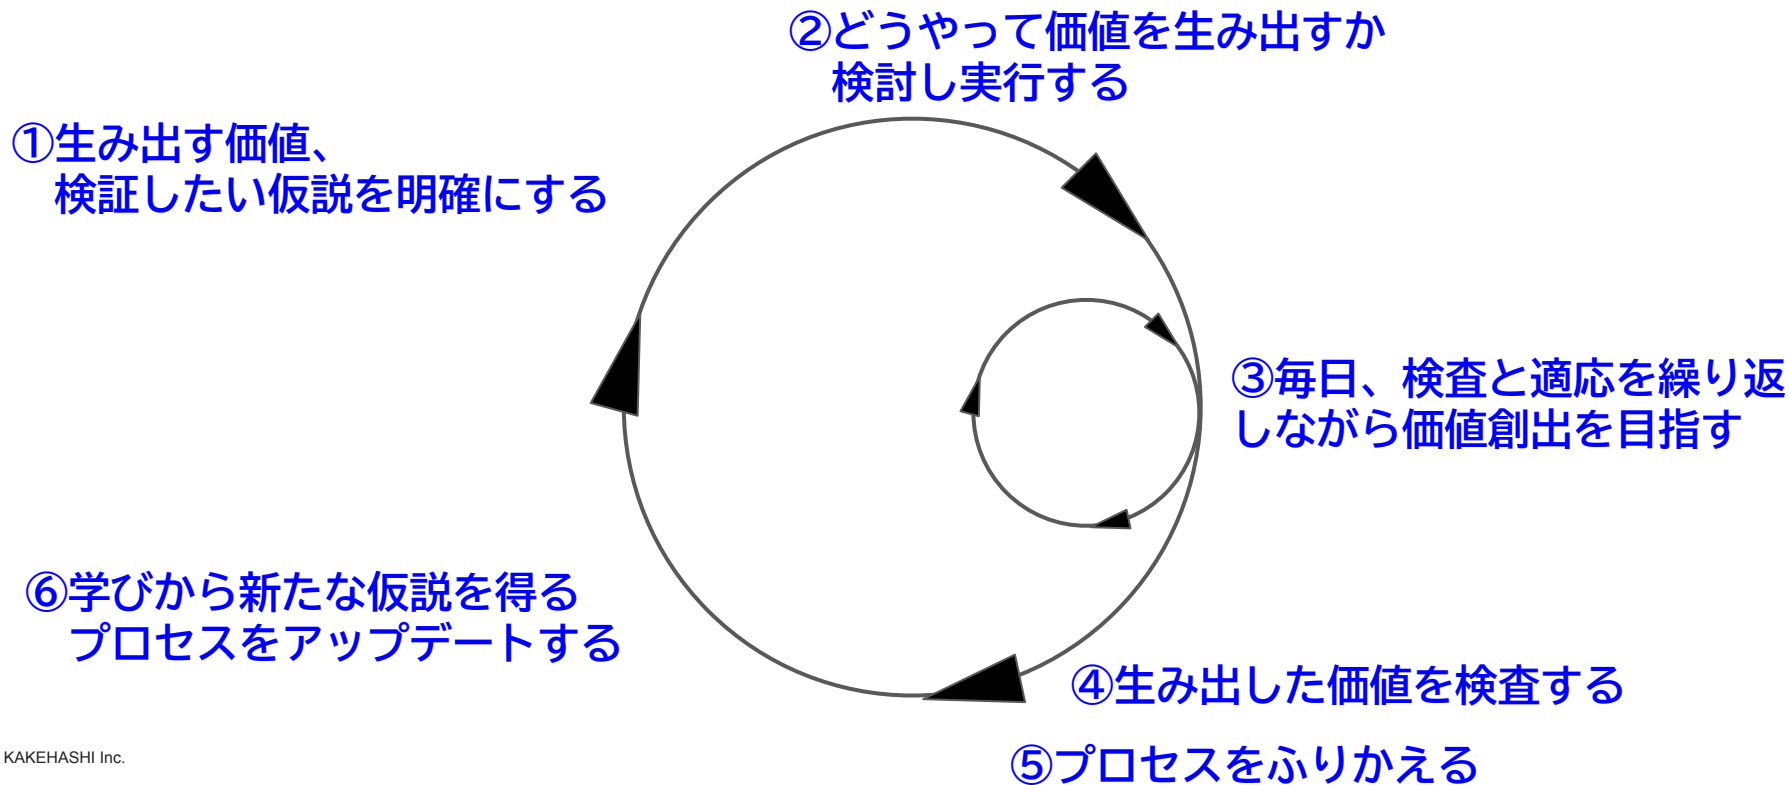 ①生み出す価値、
検証したい仮説を明確にする
②どうやって価値を生み出すか
検討し実行する
③毎日、検査と適応を繰り返
しながら価値創出を目指す
④生み出した価値を検査する
⑤プロセスをふりかえる
⑥学びから新たな仮説を得る
プロセスをアップデートする
KAKEHASHI Inc.